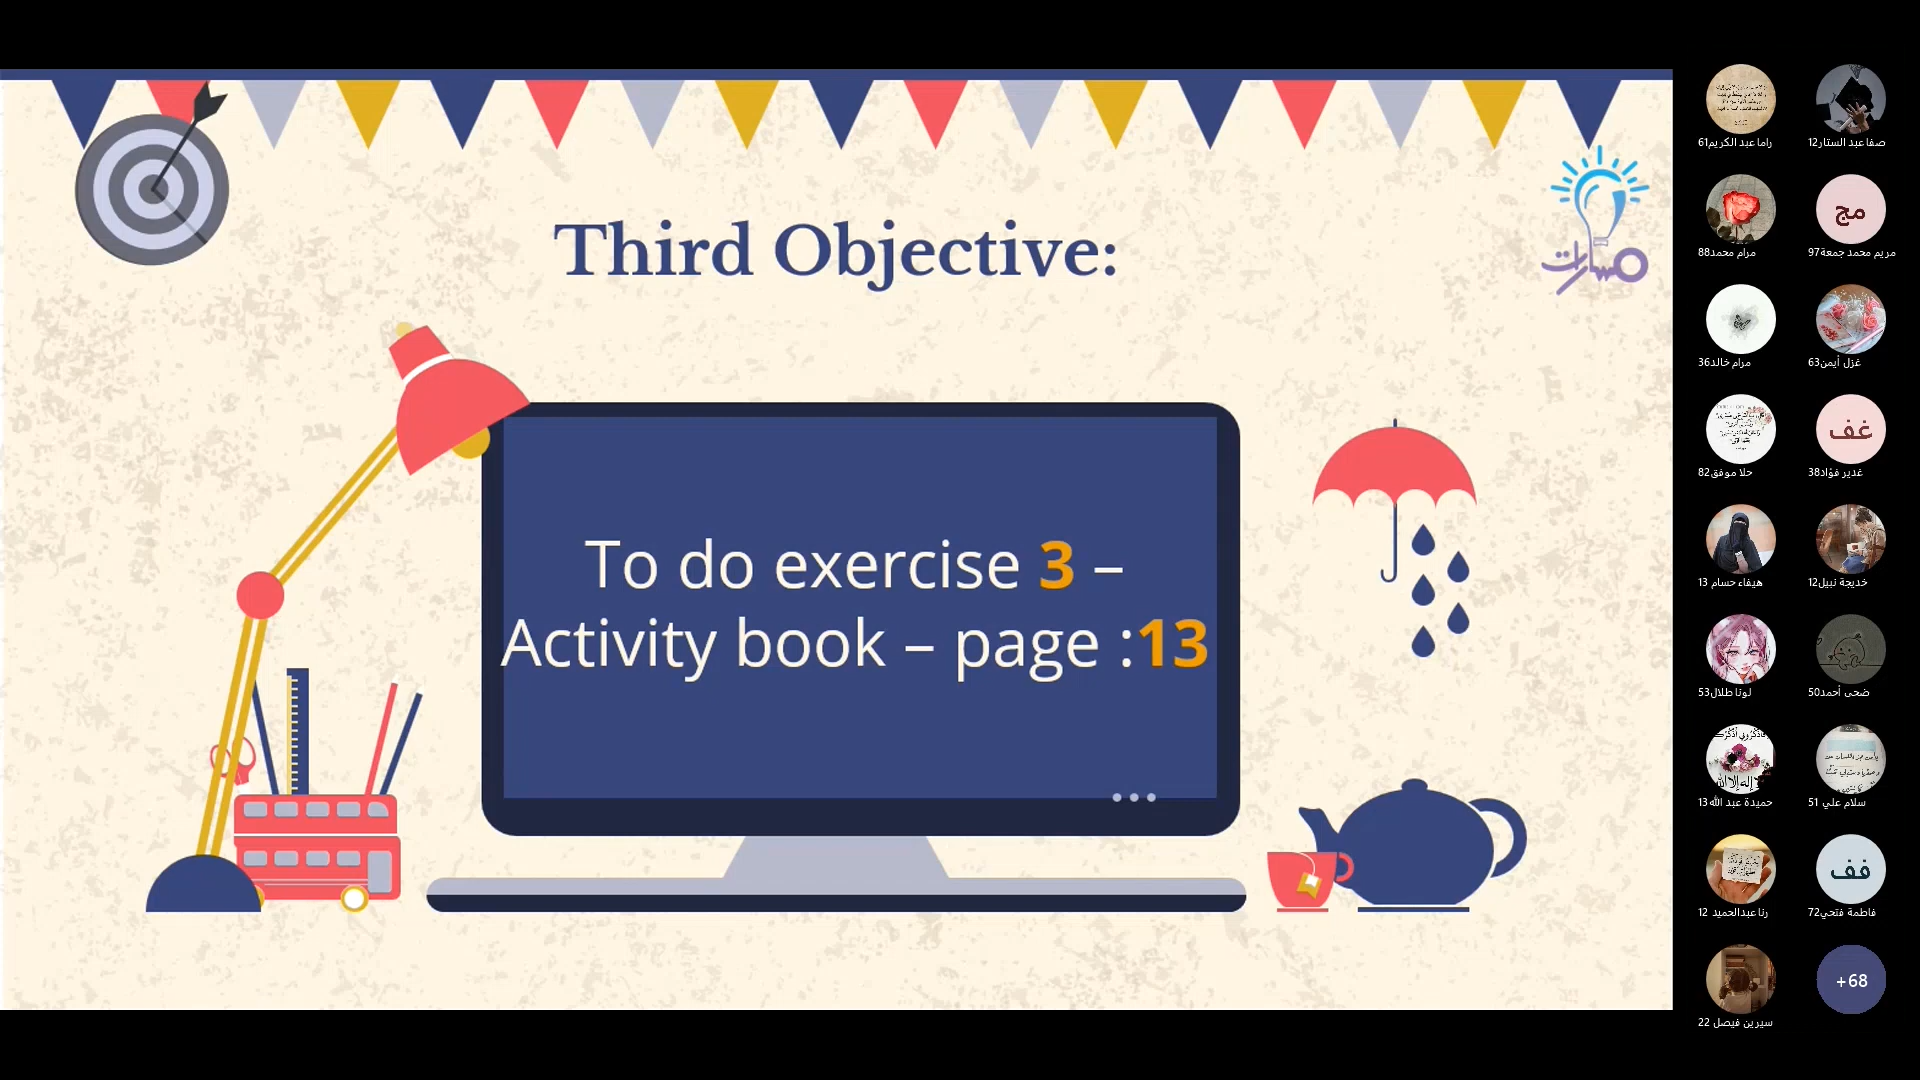 Third Objective:
مسارات
To do exercise 3 –
Activity book – page :13
راما عبد الكريم61
صفا عبد الستار12
مرام محمد88
مج
مريم محمد جمعة97
مرام خالد36
غزل أيمن63
حلا موفق82
غف
غدير فؤاد38
هيفاء حسام 13
خديجة نبيل12
لونا طلال53
ضحى أحمد50
حميدة عبد الله 13
سلام علي 51
رنا عبدالحميد 12
فف
فاطمة فتحي72
سيرين فيصل 22
+68